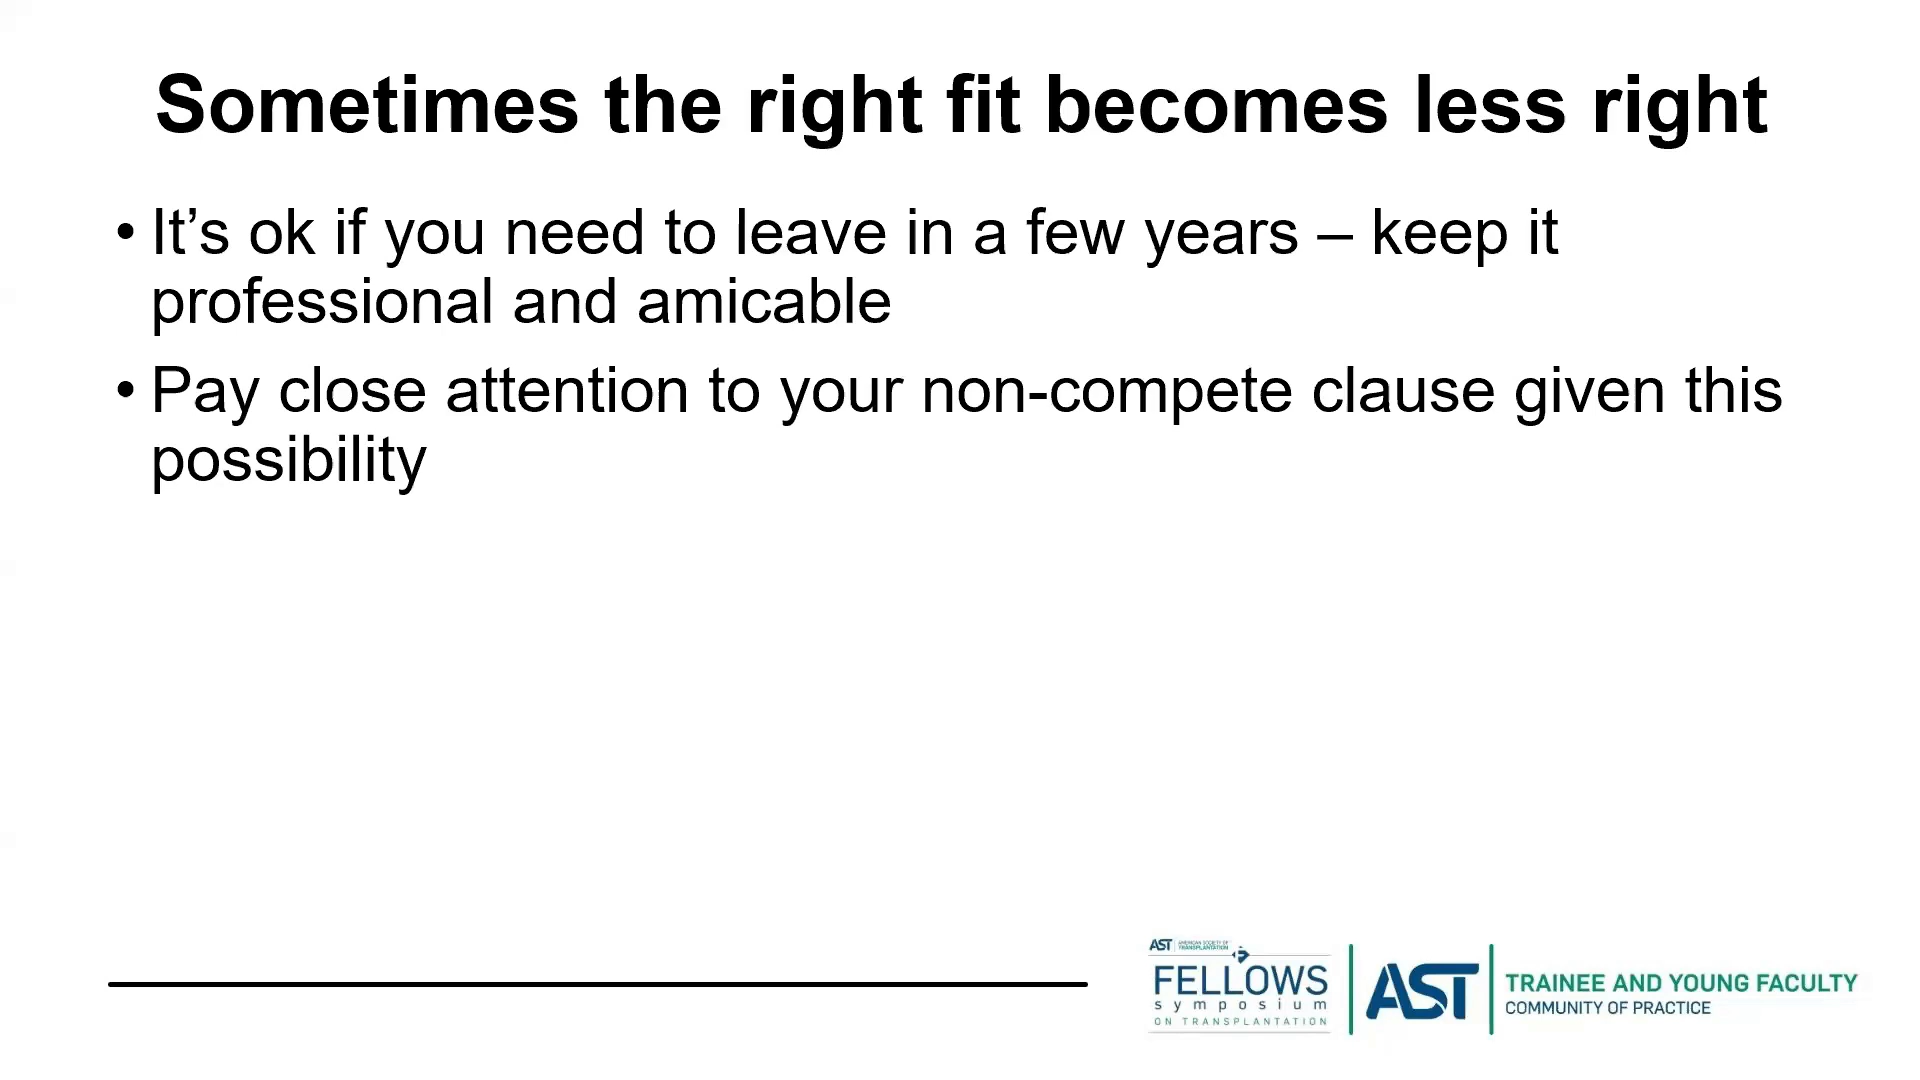 Sometimes the right fit becomes less right
• It’s ok if you need to leave in a few years – keep it
professional and amicable
• Pay close attention to your non-compete clause given this
possibility
AST AMERICAN SOCIETY OF
TRANSPLANTATION
FELLOWS
symposium
ON TRANSPLANTATION
AST
TRAINEE AND YOUNG FACULTY
COMMUNITY OF PRACTICE